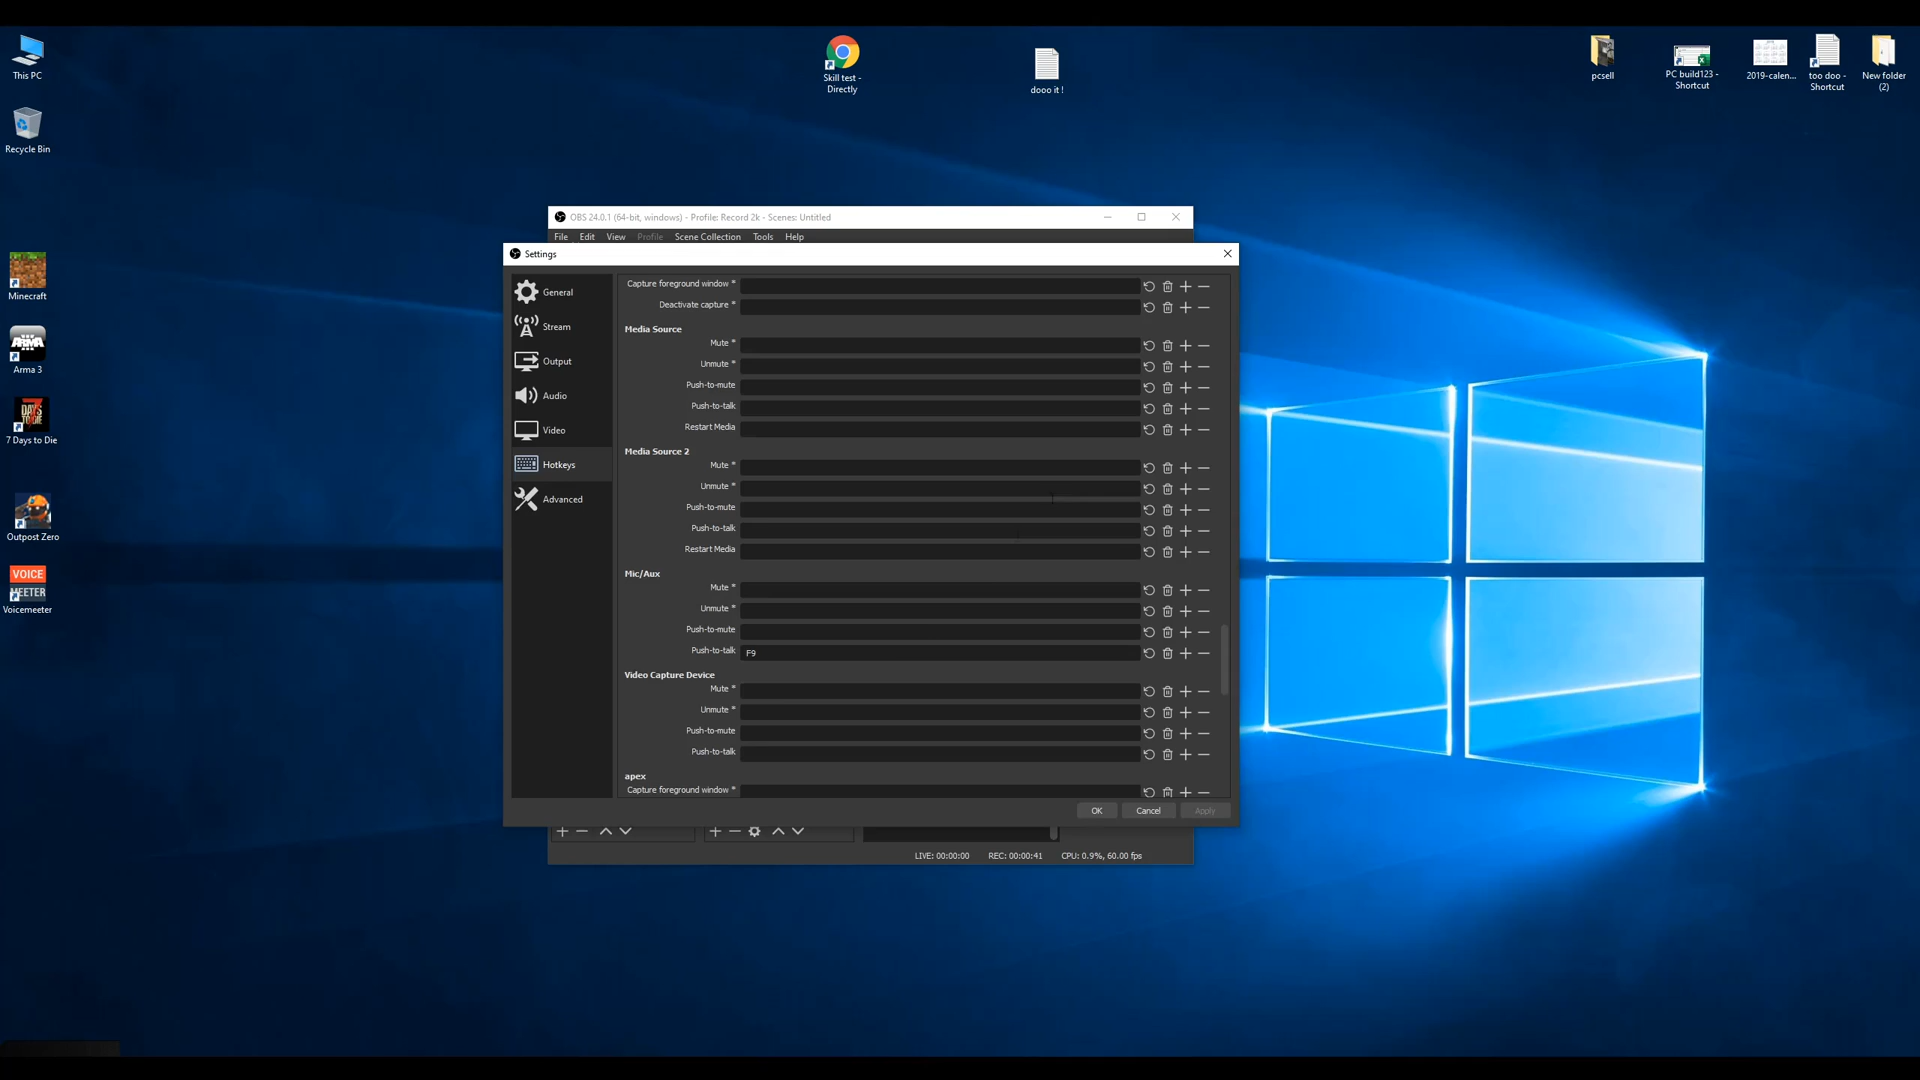 This PC
Recycle Bin
Minecraft
ARMA
Arma 3
7 DAYS TO DIE
7 Days to Die
Outpost Zero
VOICE
MEETER
Voicemeeter
Skill test -
Directly
dooo it !
pcsell
PC build123 -
Shortcut
2019-calen...
too doo -
Shortcut
New folder
(2)
OBS 24.0.1 (64-bit, windows) - Profile: Record 2k - Scenes: Untitled
File Edit View Profile Scene Collection Tools Help
Settings
General
Stream
Output
Audio
Video
Hotkeys
Advanced
Capture foreground window *
Deactivate capture *
Media Source
Mute *
Unmute *
Push-to-mute
Push-to-talk
Restart Media
Media Source 2
Mute *
Unmute *
Push-to-mute
Push-to-talk
Restart Media
Mic/Aux
Mute *
Unmute *
Push-to-mute
Push-to-talk F9
Video Capture Device
Mute *
Unmute *
Push-to-mute
Push-to-talk
apex
Capture foreground window *
OK Cancel Apply
LIVE: 00:00:00 REC: 00:00:41 CPU: 0.9%, 60.00 fps